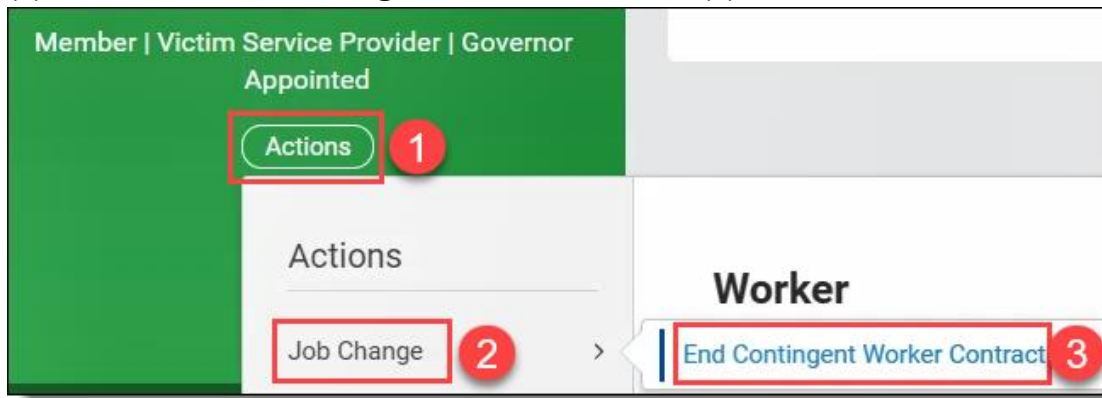 Member | Victim Service Provider | Governor
Appointed
Actions 1
Actions
Worker
Job Change 2 >
End Contingent Worker Contract 3